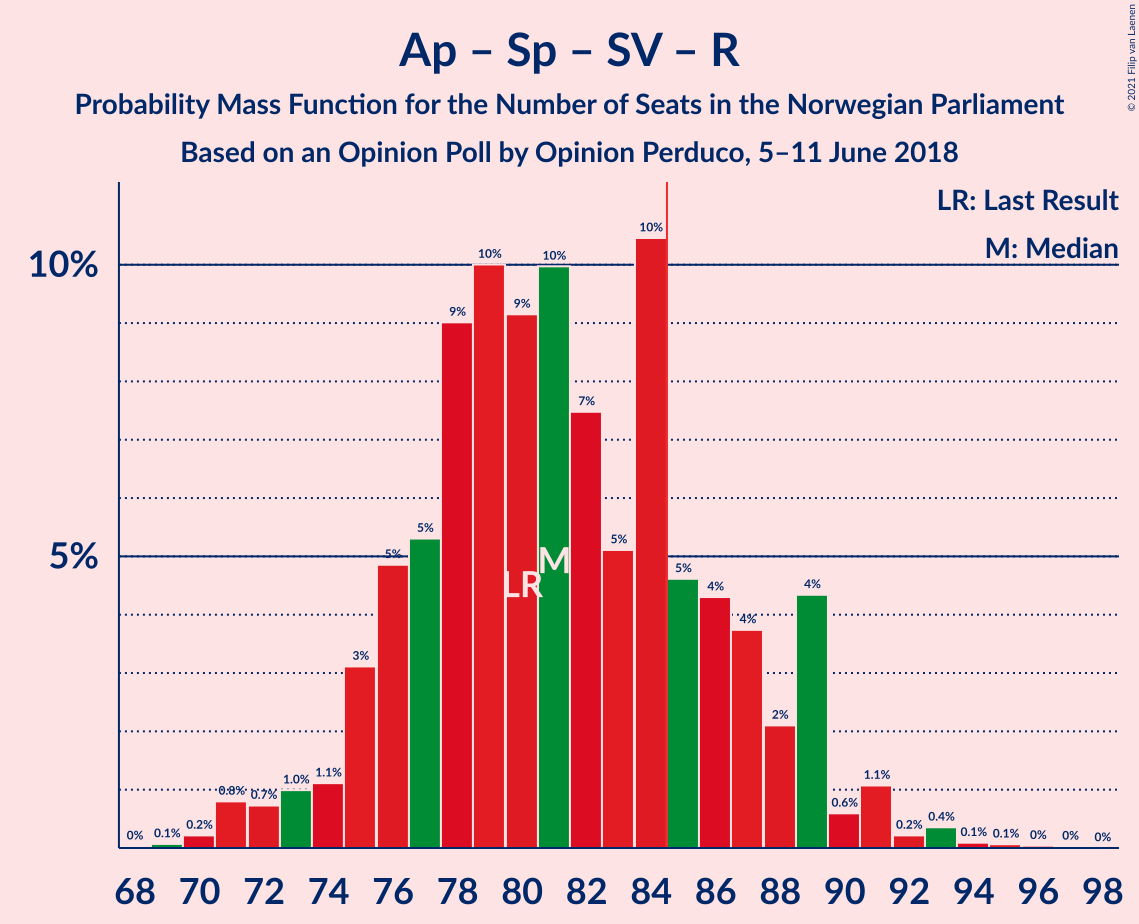 Ap – Sp – SV – R
Probability Mass Function for the Number of Seats in the Norwegian Parliament
Based on an Opinion Poll by Opinion Perduco, 5–11 June 2018
© 2021 Filip van Laenen
LR: Last Result
M: Median
10%
5%
0% 0.1% 0.2% 0.8% 0.7% 1.0% 1.1% 3% 5% 5% 9% 10% 9% 10% 7% 5% 10% 5% 4% 4% 2% 4% 0.6% 1.1% 0.2% 0.4% 0.1% 0.1% 0% 0% 0%
LR M
68 70 72 74 76 78 80 82 84 86 88 90 92 94 96 98